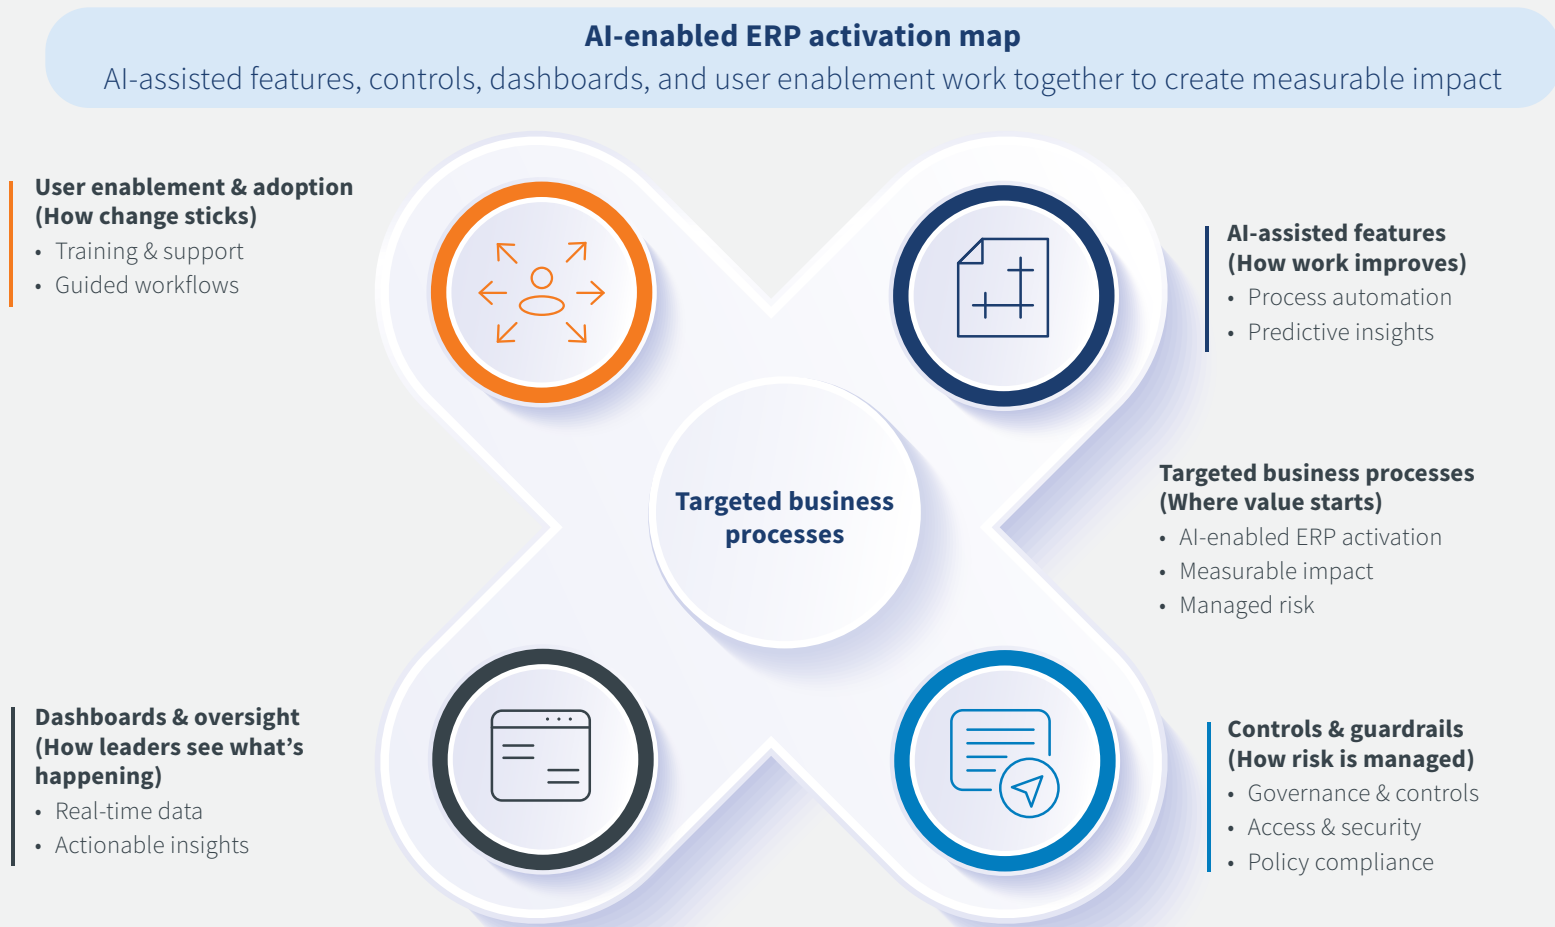 AI-enabled ERP activation map
AI-assisted features, controls, dashboards, and user enablement work together to create measurable impact
User enablement & adoption
(How change sticks)
• Training & support
• Guided workflows
AI-assisted features
(How work improves)
• Process automation
• Predictive insights
Targeted business
processes
Targeted business processes
(Where value starts)
• AI-enabled ERP activation
• Measurable impact
• Managed risk
Dashboards & oversight
(How leaders see what’s
happening)
• Real-time data
• Actionable insights
Controls & guardrails
(How risk is managed)
• Governance & controls
• Access & security
• Policy compliance